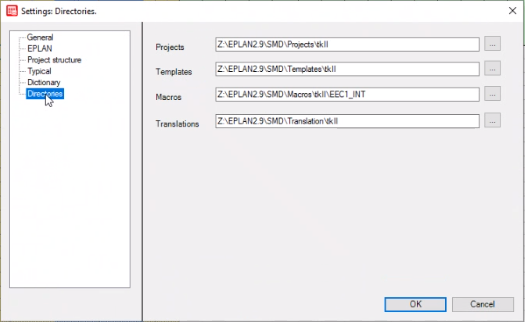 Settings: Directories.
General
EPLAN
Project structure
Typical
Dictionary
Directories
Projects
Z:\EPLAN2.9\SMD\Projects\tkII
...
Templates
Z:\EPLAN2.9\SMD\Templates\tkII
...
Macros
Z:\EPLAN2.9\SMD\Macros\tkII\EEC1_INT
...
Translations
Z:\EPLAN2.9\SMD\Translation\tkII
...
OK
Cancel